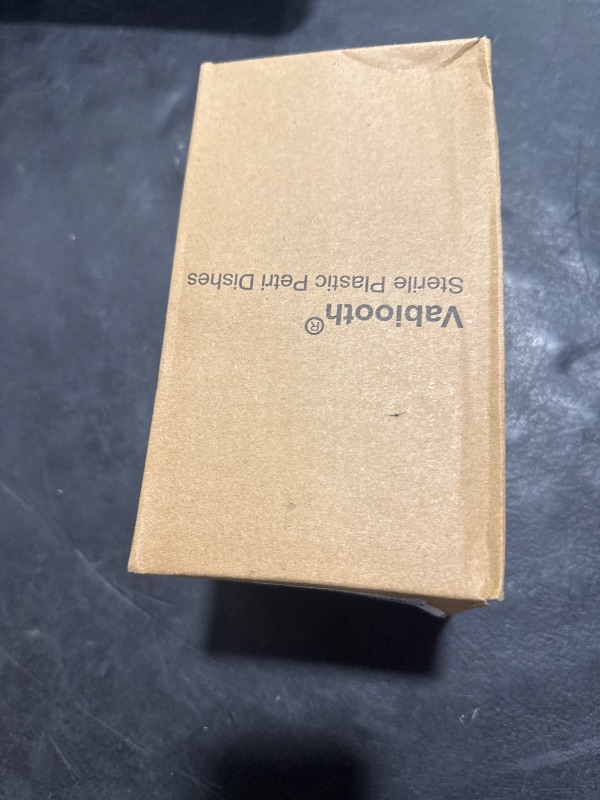 Vabiooth®
Sterile Plastic Petri Dishes